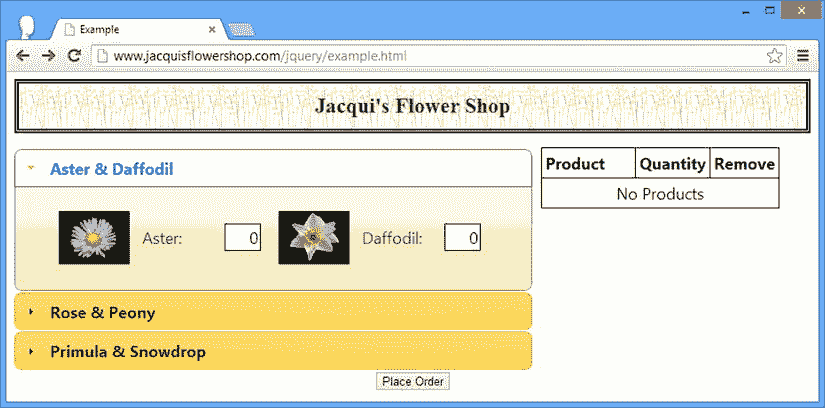 Example
www.jacquisflowershop.com/jquery/example.html
Jacqui's Flower Shop
Aster & Daffodil
Aster: 0 Daffodil: 0
Rose & Peony
Primula & Snowdrop
Product Quantity Remove
No Products
Place Order